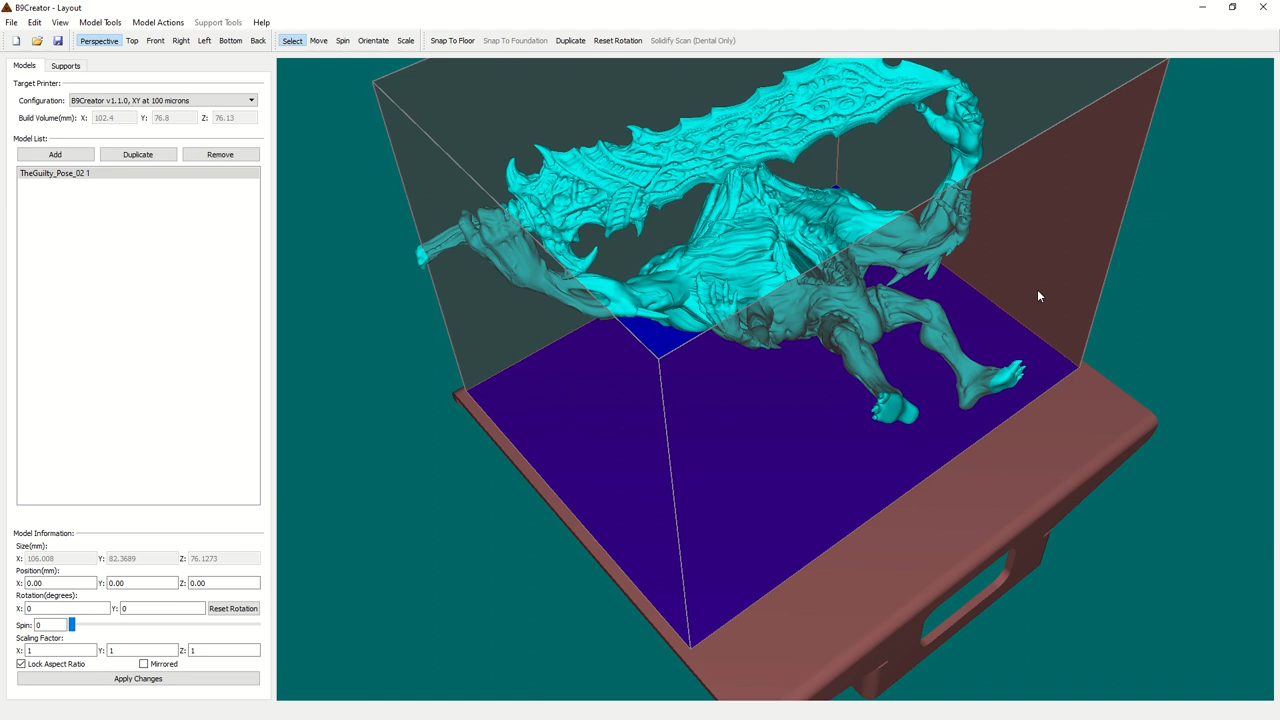 B9Creator - Layout
File Edit View Model Tools Model Actions Support Tools Help
Perspective Top Front Right Left Bottom Back Select Move Spin Orientate Scale Snap To Floor Snap To Foundation Duplicate Reset Rotation Solidify Scan (Dental Only)
Models Supports
Target Printer:
Configuration: B9Creator v1.1.0, XY at 100 microns
Build Volume(mm): X: 102.4 Y: 76.8 Z: 76.13
Model List:
Add Duplicate Remove
TheGuilty_Pose_02 1
Model Information:
Size(mm):
X: 106.008 Y: 82.3689 Z: 76.1273
Position(mm):
X: 0.00 Y: 0.00 Z: 0.00
Rotation(degrees):
X: 0 Y: 0 Reset Rotation
Spin: 0
Scaling Factor:
X: 1 Y: 1 Z: 1
Lock Aspect Ratio Mirrored
Apply Changes